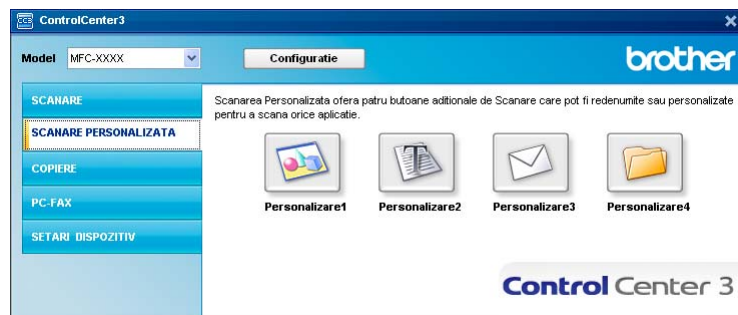 ControlCenter3
Model MFC-XXXX Configuratie brother
SCANARE
SCANARE PERSONALIZATA
COPIERE
PC-FAX
SETARI DISPOZITIV
Scanarea Personalizata ofera patru butoane aditionale de Scanare care pot fi redenumite sau personalizate
pentru a scana orice aplicatie.
Personalizare1 Personalizare2 Personalizare3 Personalizare4
Control Center 3